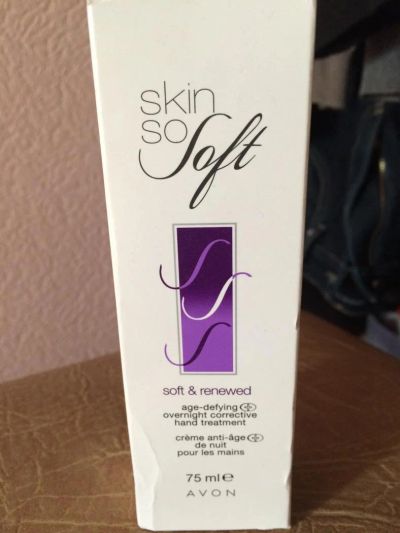 skin
so
Soft
soft & renewed
age-defying
overnight corrective
hand treatment
crème anti-âge
de nuit
pour les mains
75 ml e
AVON